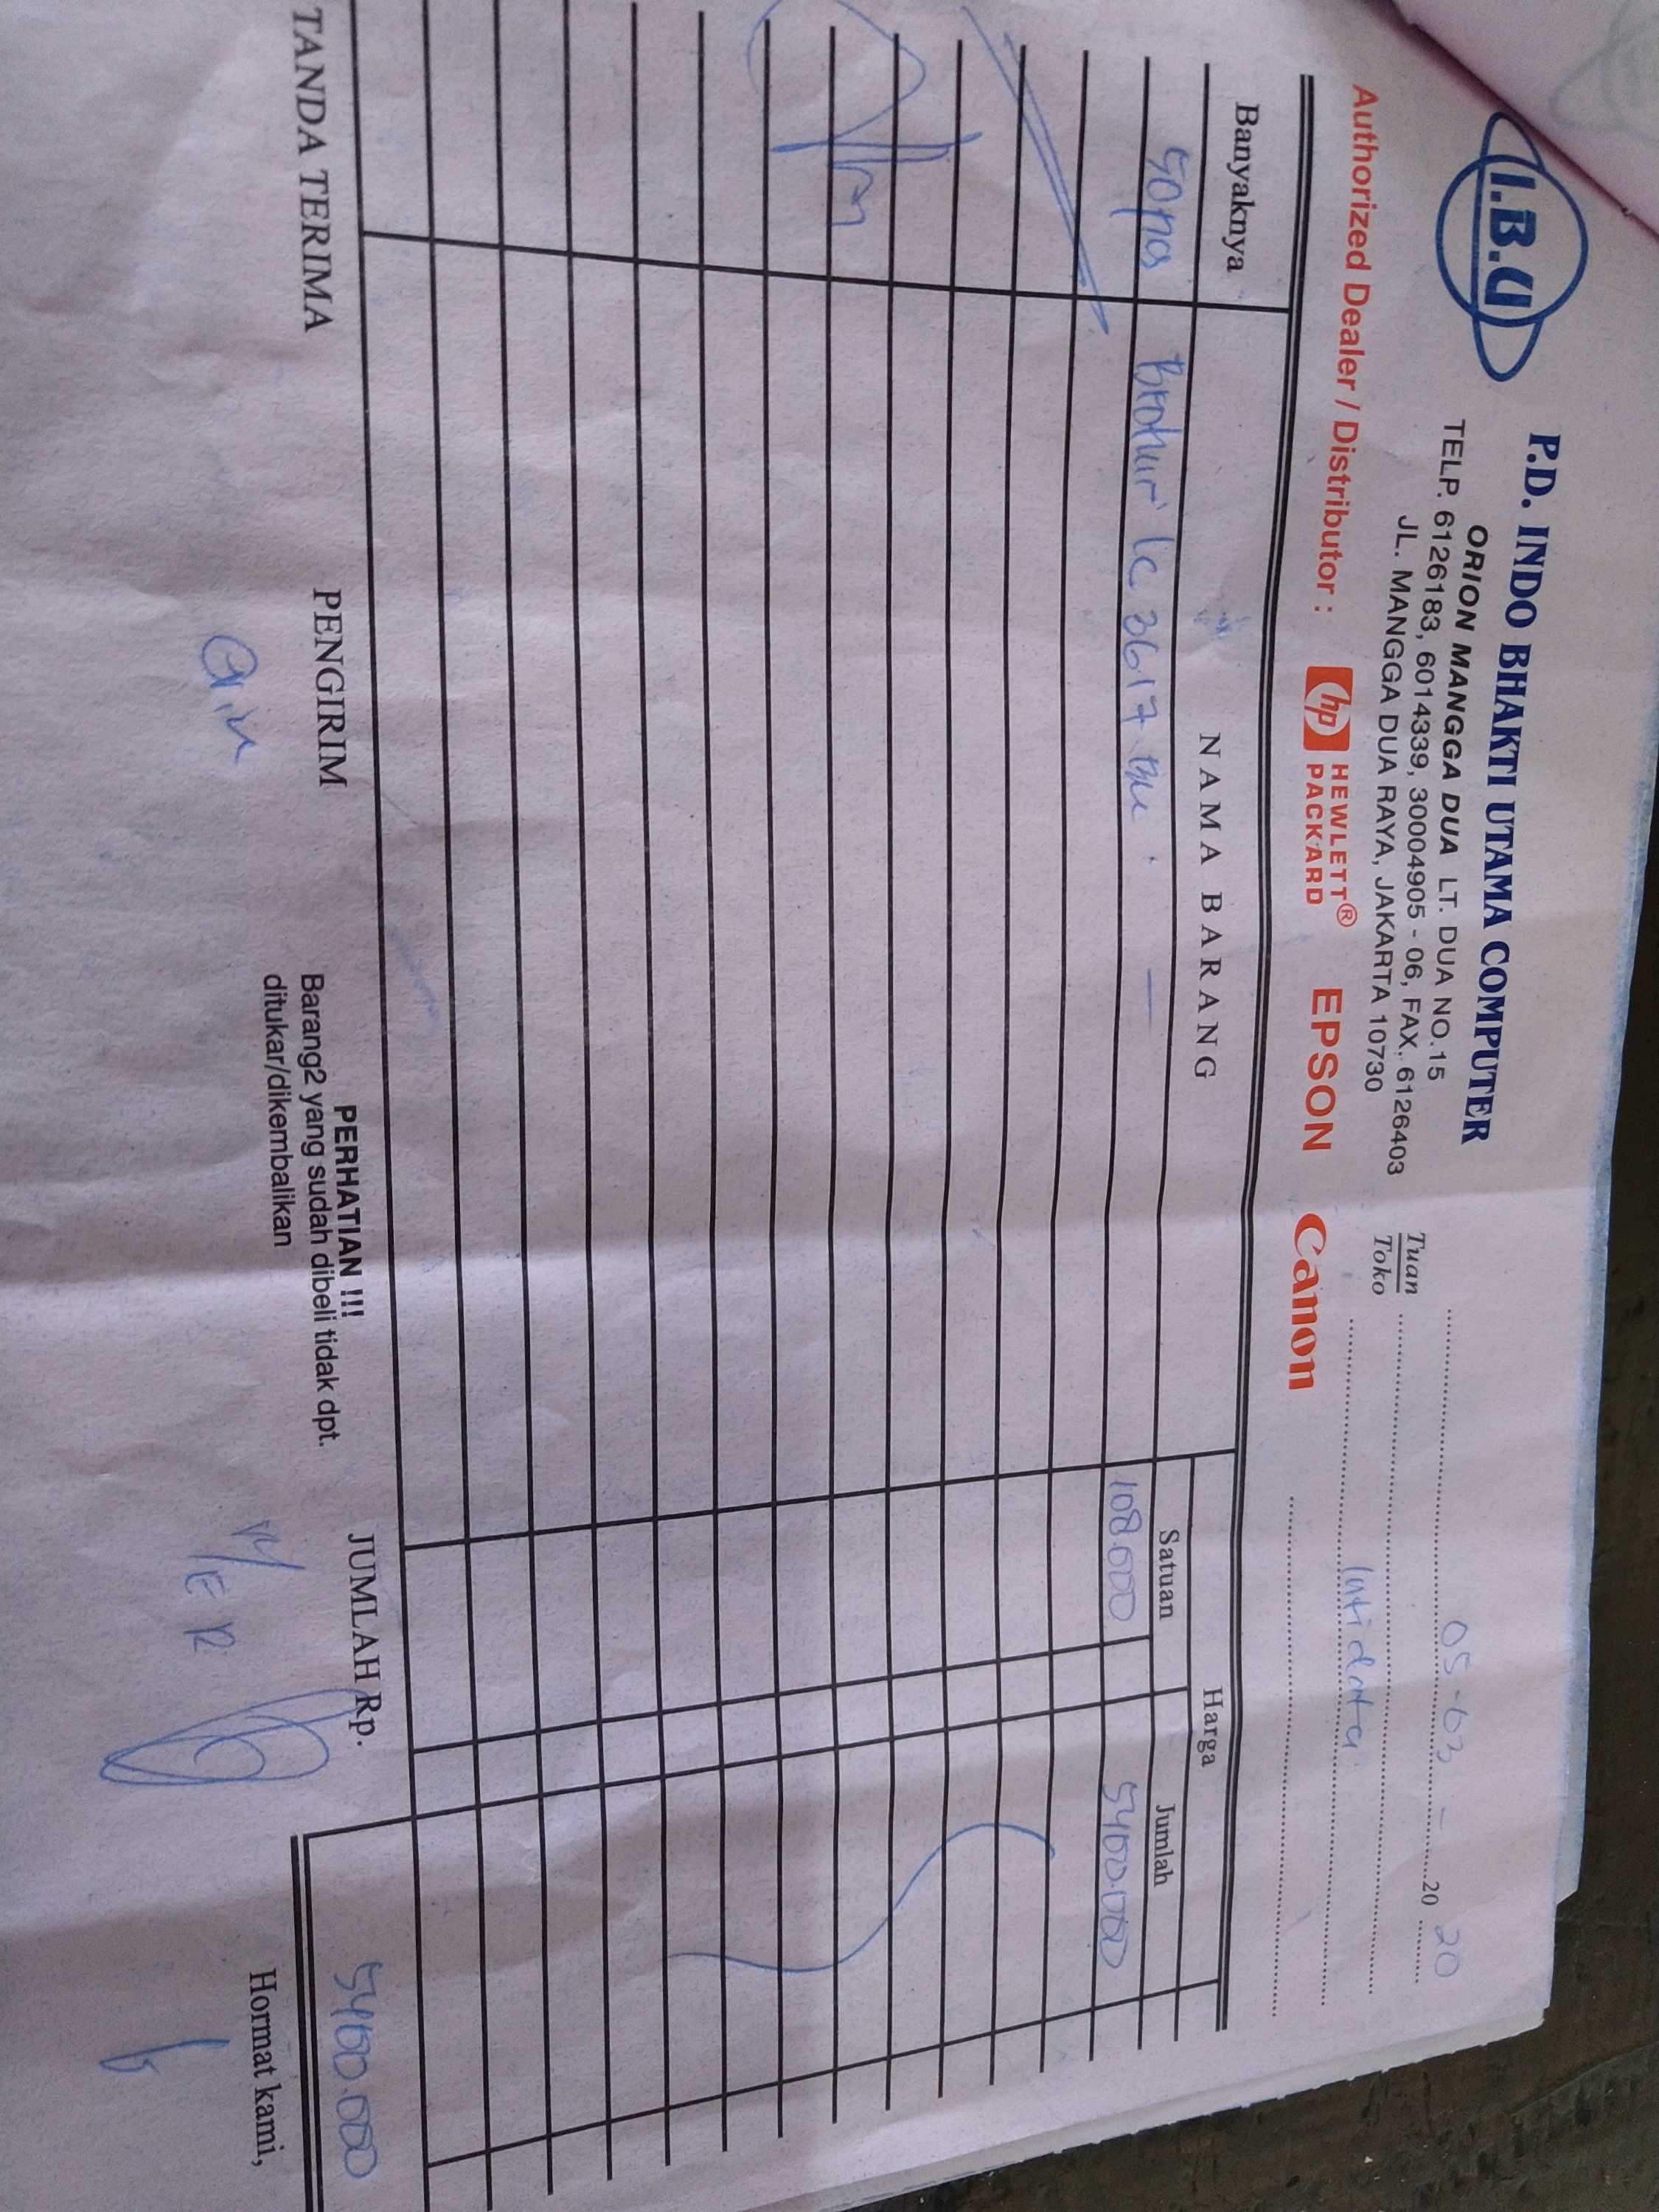 I.B.U
P.D. INDO BHAKTI UTAMA COMPUTER
ORION MANGGA DUA LT. DUA NO.15
TELP. 6126183, 6014339, 30004905 - 06, FAX. 6126403
JL. MANGGA DUA RAYA, JAKARTA 10730
05-03- 20 20
Tuan
Toko
Inti data
Authorized Dealer / Distributor : hp HEWLETT® PACKARD EPSON Canon
Banyaknya NAMA BARANG Harga
Satuan Jumlah
50 pcs Brother LC 3617 108.000 5400.000
TANDA TERIMA PENGIRIM
PERHATIAN !!!
Barang2 yang sudah dibeli tidak dpt.
ditukar/dikembalikan
JUMLAH Rp. 5400.000
Hormat kami,